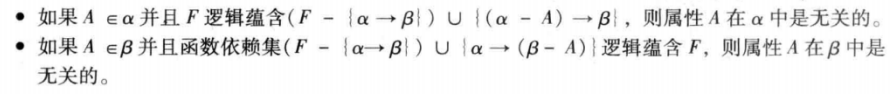 • 如果 A ∈α 并且 F 逻辑蕴含(F - {α→β}) ∪ {(α - A)→β}，则属性 A 在 α 中是无关的。
• 如果 A ∈β 并且函数依赖集(F - {α→β}) ∪ {α→(β - A)}逻辑蕴含 F，则属性 A 在 β 中是
无关的。